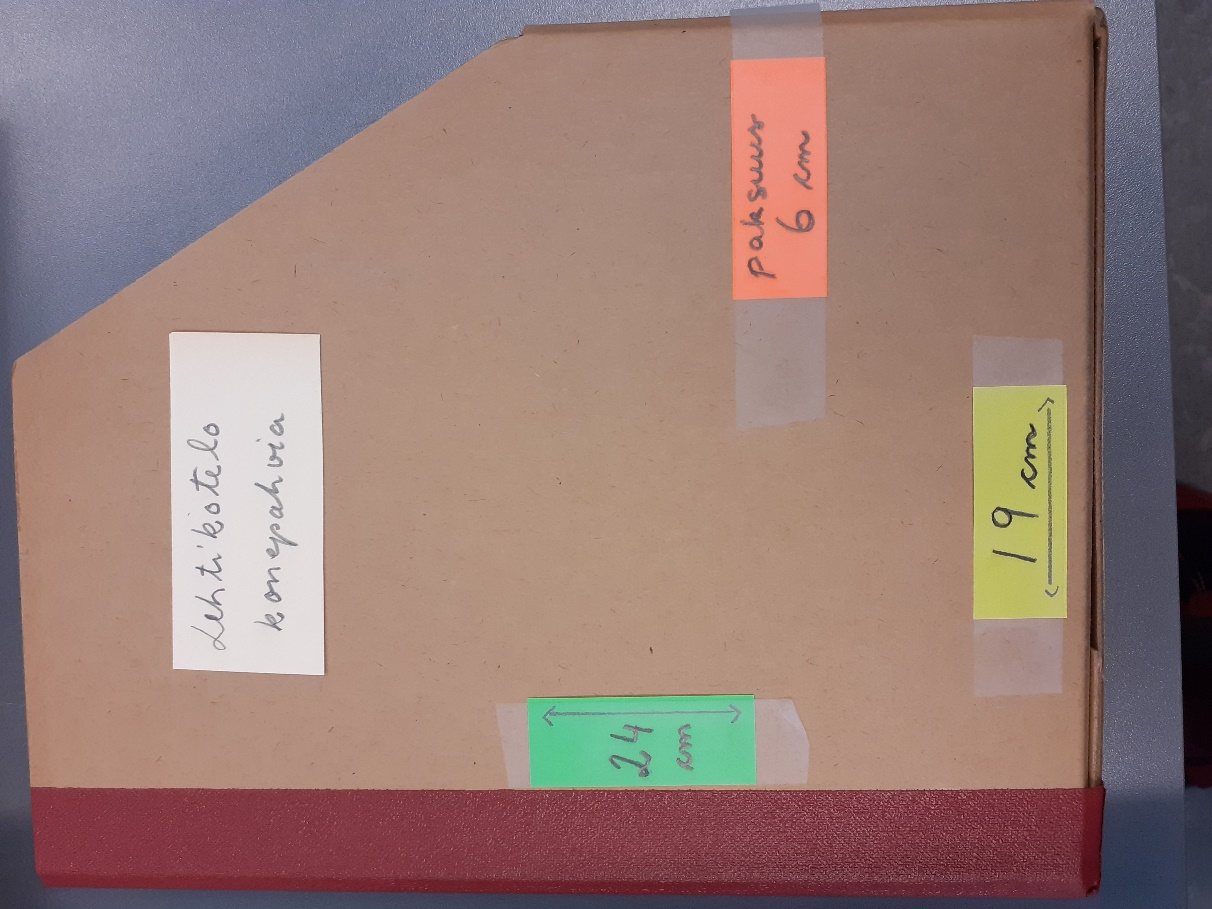 Lehtikotelo
konepahvia
paksuus
6 cm
24
cm
19 cm